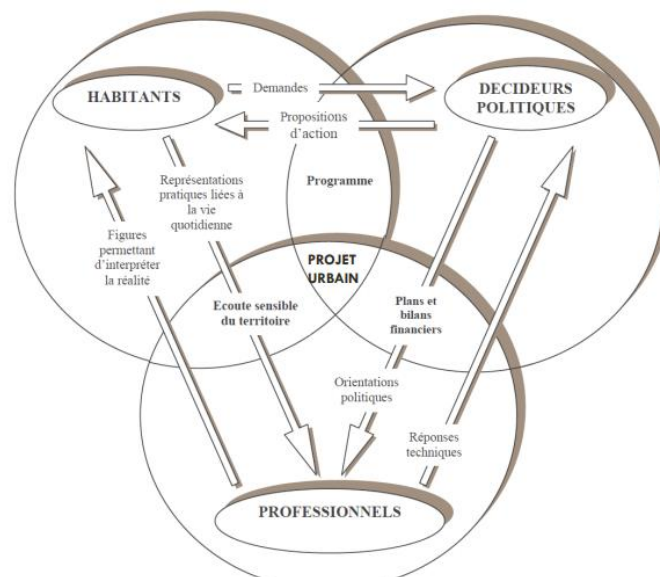 HABITANTS
Demandes
DECIDEURS
POLITIQUES
Propositions
d'action
Représentations
pratiques liées à
la vie
quotidienne
Programme
Figures
permettant
d'interpréter
la réalité
PROJET
URBAIN
Ecoute sensible
du territoire
Plans et
bilans
financiers
Orientations
politiques
Réponses
techniques
PROFESSIONNELS